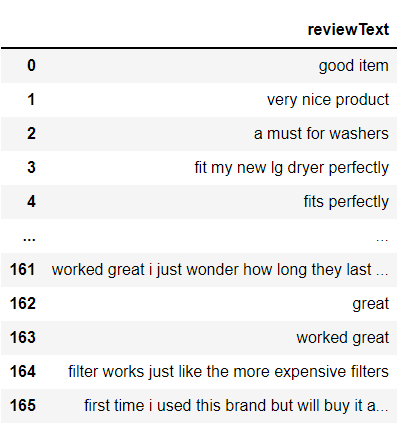 reviewText
0 good item
1 very nice product
2 a must for washers
3 fit my new lg dryer perfectly
4 fits perfectly
... ...
161 worked great i just wonder how long they last ...
162 great
163 worked great
164 filter works just like the more expensive filters
165 first time i used this brand but will buy it a...